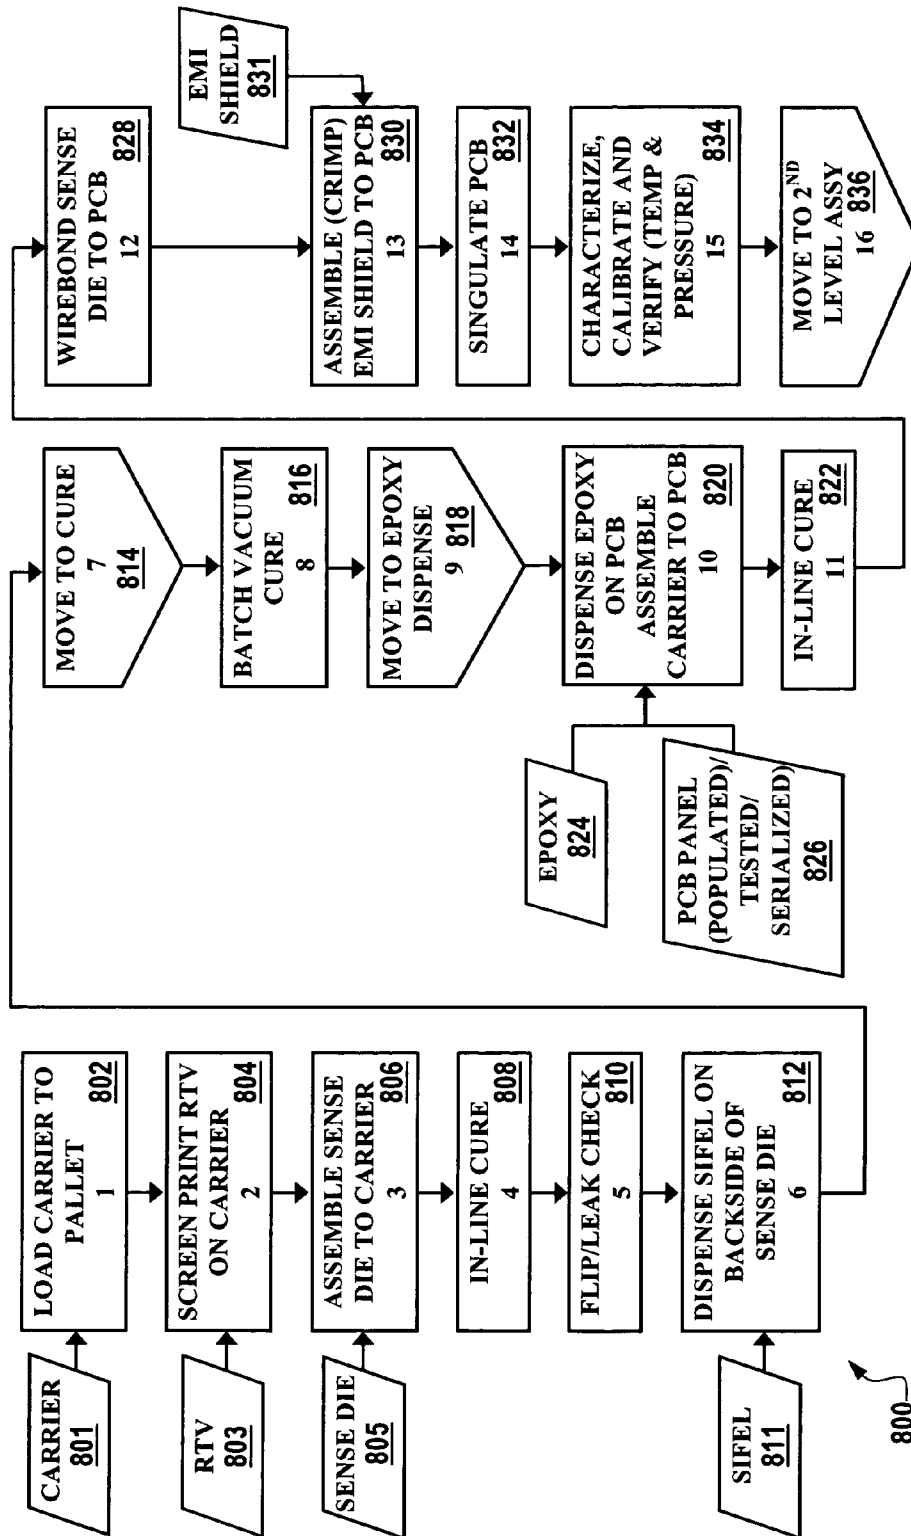 CARRIER
801
LOAD CARRIER TO
PALLET
1
802
RTV
803
SCREEN PRINT RTV
ON CARRIER
2
804
SENSE DIE
805
ASSEMBLE SENSE
DIE TO CARRIER
3
806
IN-LINE CURE
4
808
FLIP/LEAK CHECK
5
810
SIFEL
811
DISPENSE SIFEL ON
BACKSIDE OF
SENSE DIE
6
812
MOVE TO CURE
7
814
BATCH VACUUM
CURE
8
816
MOVE TO EPOXY
DISPENSE
9
818
EPOXY
824
PCB PANEL
(POPULATED)/
TESTED/
SERIALIZED)
826
DISPENSE EPOXY
ON PCB
ASSEMBLE
CARRIER TO PCB
10
820
IN-LINE CURE
11
822
WIREBOND SENSE
DIE TO PCB
12
828
EMI
SHIELD
831
ASSEMBLE (CRIMP)
EMI SHIELD TO PCB
13
830
SINGULATE PCB
14
832
CHARACTERIZE,
CALIBRATE AND
VERIFY (TEMP &
PRESSURE)
15
834
MOVE TO 2ND
LEVEL ASSY
16
836
800